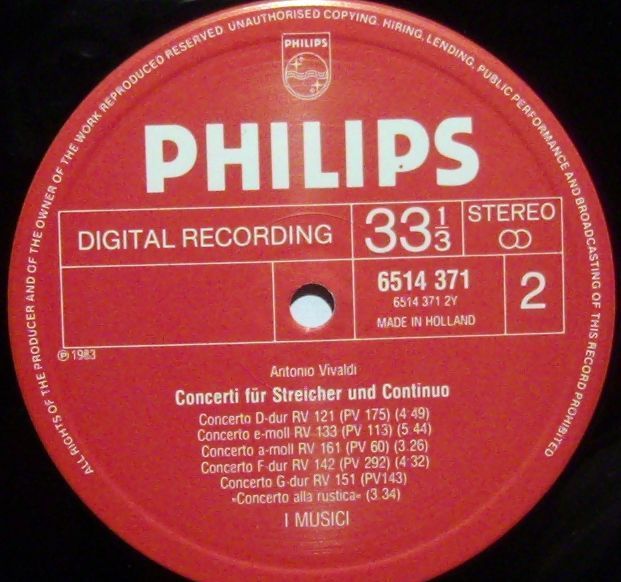 ALL RIGHTS OF THE PRODUCER AND OF THE OWNER OF THE WORK REPRODUCED RESERVED. UNAUTHORISED COPYING, HIRING, LENDING, PUBLIC PERFORMANCE AND BROADCASTING OF THIS RECORD PROHIBITED
PHILIPS
PHILIPS
DIGITAL RECORDING
33 1/3
STEREO
6514 371
6514 371 2Y
MADE IN HOLLAND
2
℗ 1983
Antonio Vivaldi
Concerti für Streicher und Continuo
Concerto D-dur RV 121 (PV 175) (4:49)
Concerto e-moll RV 133 (PV 113) (5:44)
Concerto a-moll RV 161 (PV 60) (3.26)
Concerto F-dur RV 142 (PV 292) (4:32)
Concerto G-dur RV 151 (PV143)
»Concerto alla rustica« (3.34)
I MUSICI